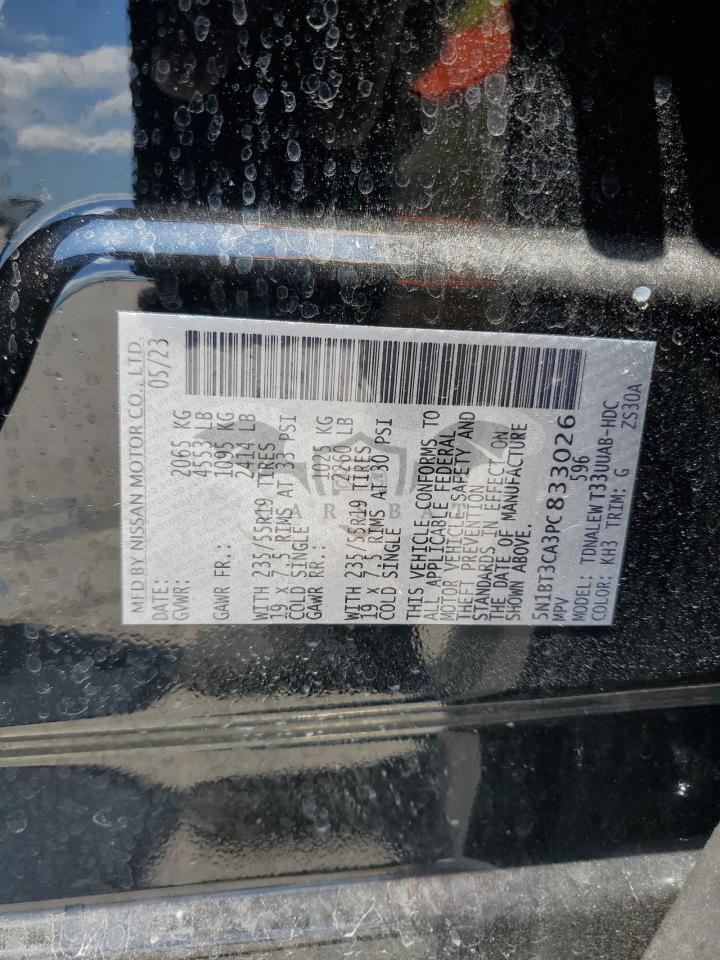 MFD BY NISSAN MOTOR CO., LTD.
DATE: 05/23
GVWR: 2065 KG
4553 LB
GAWR FR.: 1095 KG
2414 LB
WITH 235/55R19 TIRES
19 X 7.5 RIMS AT 33 PSI
COLD SINGLE
GAWR RR.: 1025 KG
2260 LB
WITH 235/55R19 TIRES
19 X 7.5 RIMS AT 30 PSI
COLD SINGLE
THIS VEHICLE CONFORMS TO
ALL APPLICABLE FEDERAL
MOTOR VEHICLE SAFETY AND
THEFT PREVENTION
STANDARDS IN EFFECT ON
THE DATE OF MANUFACTURE
SHOWN ABOVE.
5N1BT3CA3PC833026
MPV 596
MODEL: TDNALEWT33UUAB-HDC
COLOR: KH3 TRIM: G ZS30A